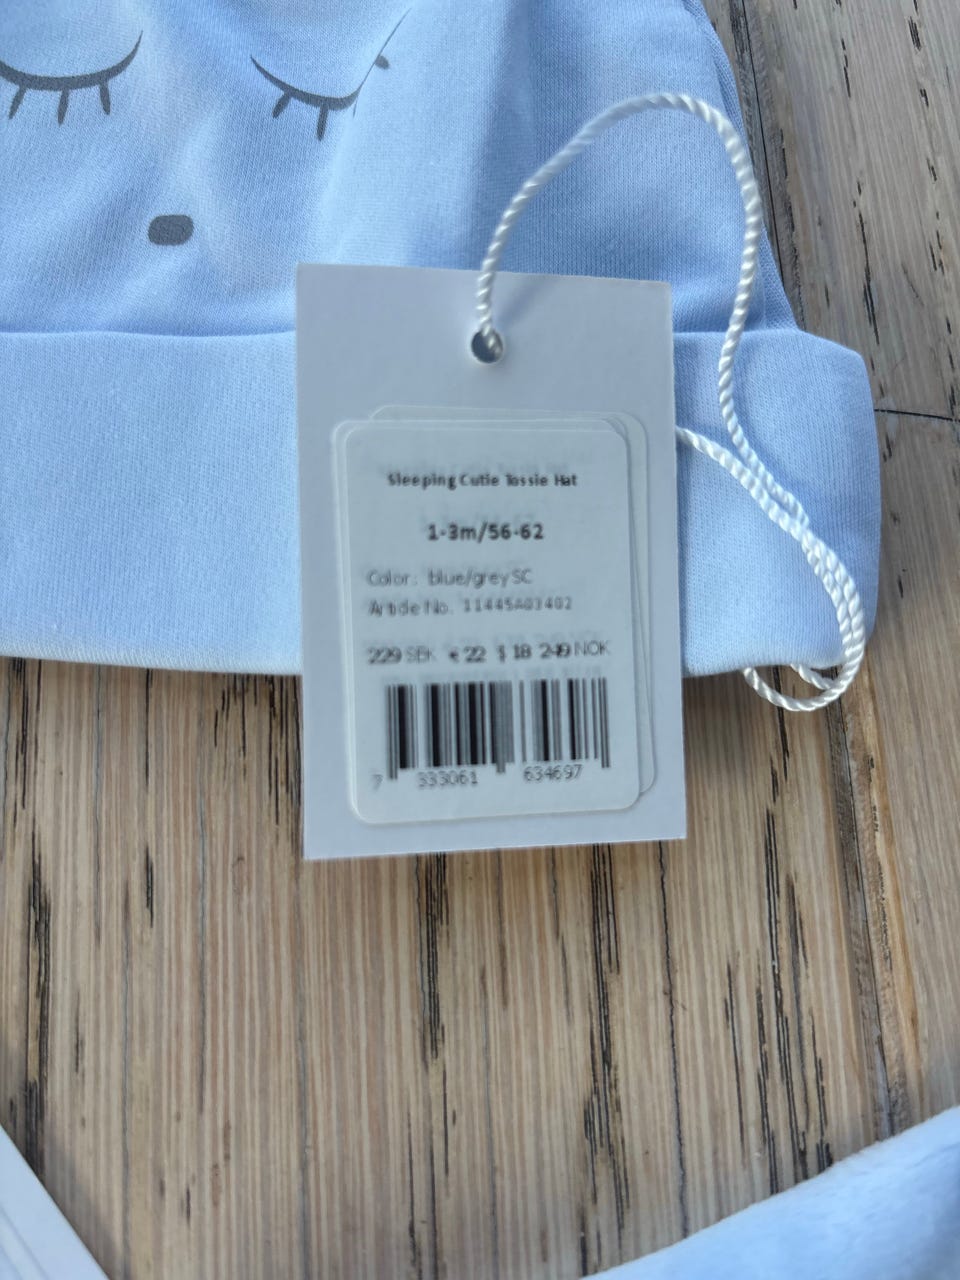 Sleeping Cutie Tossie Hat
1-3m/56-62
Color: blue/grey SC
Article No. 11445A03402
229 SEK € 22 $ 18 249 NOK
7 333061 634697